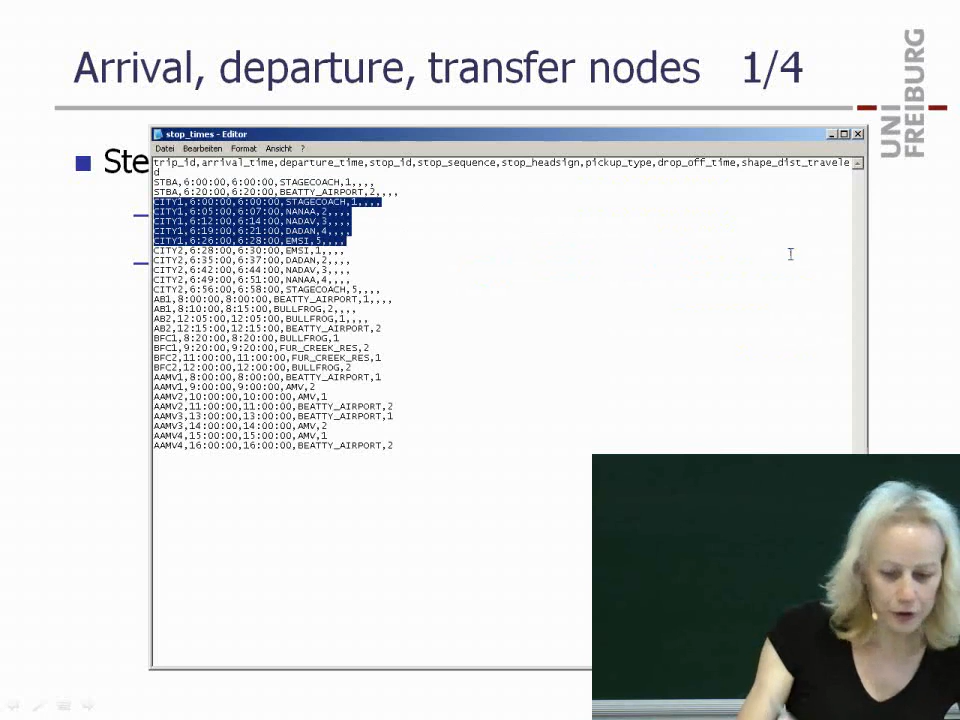 Arrival, departure, transfer nodes 1/4
UNI
FREIBURG
Ste
stop_times - Editor
Datei Bearbeiten Format Ansicht ?
trip_id,arrival_time,departure_time,stop_id,stop_sequence,stop_headsign,pickup_type,drop_off_time,shape_dist_travele
d
STBA,6:00:00,6:00:00,STAGECOACH,1,,,,
STBA,6:20:00,6:20:00,BEATTY_AIRPORT,2,,,,
CITY1,6:00:00,6:00:00,STAGECOACH,1,,,,
CITY1,6:05:00,6:07:00,NANAA,2,,,,
CITY1,6:12:00,6:14:00,NADAV,3,,,,
CITY1,6:19:00,6:21:00,DADAN,4,,,,
CITY1,6:26:00,6:28:00,EMSI,5,,,,
CITY2,6:28:00,6:30:00,EMSI,1,,,,
CITY2,6:35:00,6:37:00,DADAN,2,,,,
CITY2,6:42:00,6:44:00,NADAV,3,,,,
CITY2,6:49:00,6:51:00,NANAA,4,,,,
CITY2,6:56:00,6:58:00,STAGECOACH,5,,,,
AB1,8:00:00,8:00:00,BEATTY_AIRPORT,1,,,,
AB1,8:10:00,8:15:00,BULLFROG,2,,,,
AB2,12:05:00,12:05:00,BULLFROG,1,,,,
AB2,12:15:00,12:15:00,BEATTY_AIRPORT,2
BFC1,8:20:00,8:20:00,BULLFROG,1
BFC1,9:20:00,9:20:00,FUR_CREEK_RES,2
BFC2,11:00:00,11:00:00,FUR_CREEK_RES,1
BFC2,12:00:00,12:00:00,BULLFROG,2
AAMV1,8:00:00,8:00:00,BEATTY_AIRPORT,1
AAMV1,9:00:00,9:00:00,AMV,2
AAMV2,10:00:00,10:00:00,AMV,1
AAMV2,11:00:00,11:00:00,BEATTY_AIRPORT,2
AAMV3,13:00:00,13:00:00,BEATTY_AIRPORT,1
AAMV3,14:00:00,14:00:00,AMV,2
AAMV4,15:00:00,15:00:00,AMV,1
AAMV4,16:00:00,16:00:00,BEATTY_AIRPORT,2